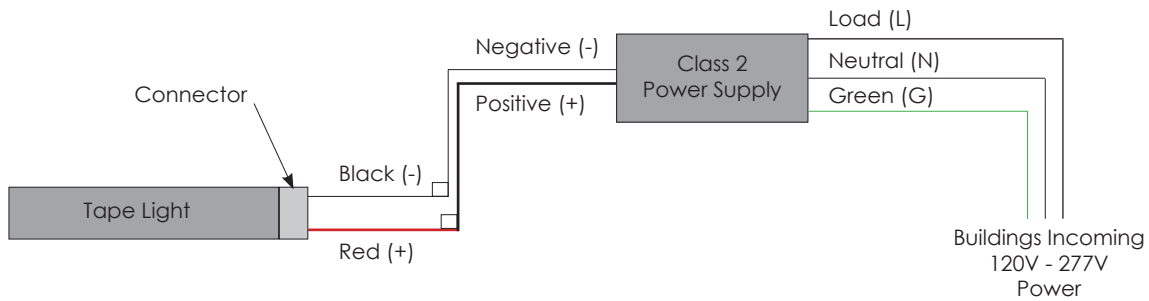 Load (L)
Negative (-)
Class 2
Power Supply
Neutral (N)
Connector
Positive (+)
Green (G)
Black (-)
Tape Light
Red (+)
Buildings Incoming
120V - 277V
Power